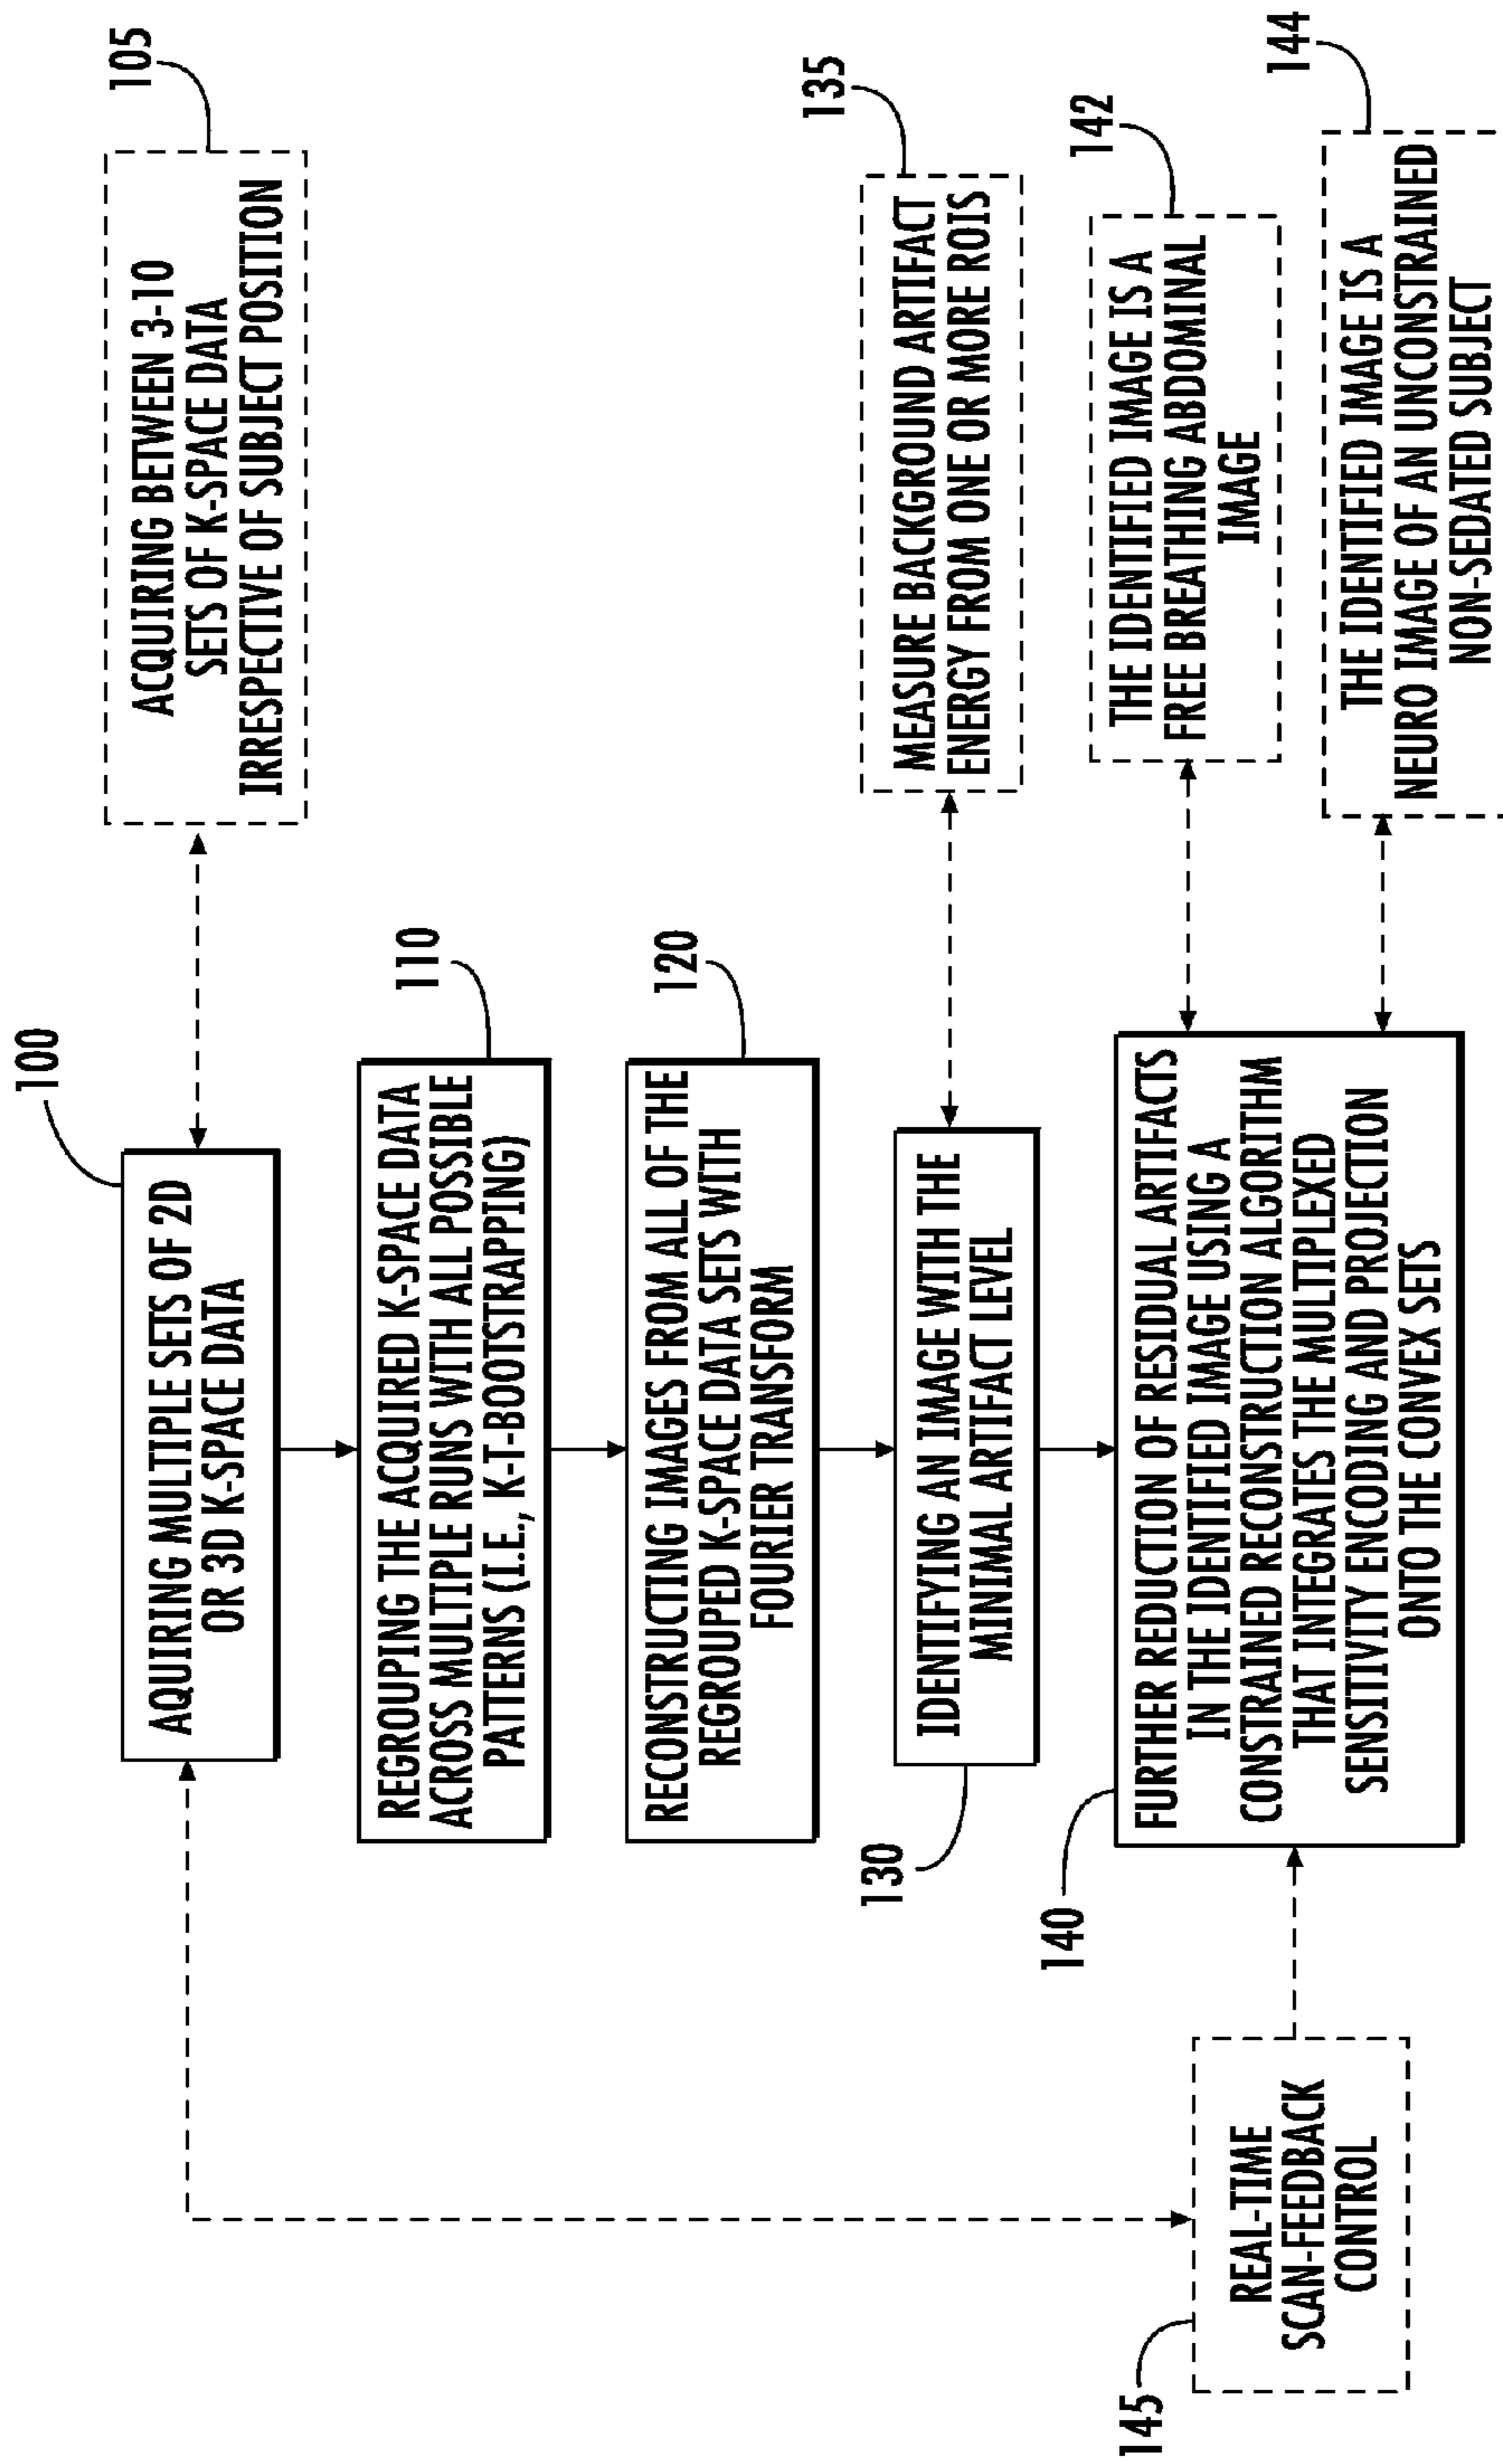 100
AQUIRING MULTIPLE SETS OF 2D
OR 3D K-SPACE DATA
105
ACQUIRING BETWEEN 3-10
SETS OF K-SPACE DATA
IRRESPECTIVE OF SUBJECT POSITION
110
REGROUPING THE ACQUIRED K-SPACE DATA
ACROSS MULTIPLE RUNS WITH ALL POSSIBLE
PATTERNS (I.E., K-T-BOOTSTRAPPING)
120
RECONSTRUCTING IMAGES FROM ALL OF THE
REGROUPED K-SPACE DATA SETS WITH
FOURIER TRANSFORM
130
IDENTIFYING AN IMAGE WITH THE
MINIMAL ARTIFACT LEVEL
135
MEASURE BACKGROUND ARTIFACT
ENERGY FROM ONE OR MORE ROIS
140
FURTHER REDUCTION OF RESIDUAL ARTIFACTS
IN THE IDENTIFIED IMAGE USING A
CONSTRAINED RECONSTRUCTION ALGORITHM
THAT INTEGRATES THE MULTIPLEXED
SENSITIVITY ENCODING AND PROJECTION
ONTO THE CONVEX SETS
142
THE IDENTIFIED IMAGE IS A
FREE BREATHING ABDOMINAL
IMAGE
144
THE IDENTIFIED IMAGE IS A
NEURO IMAGE OF AN UNCONSTRAINED
NON-SEDATED SUBJECT
145
REAL-TIME
SCAN-FEEDBACK
CONTROL